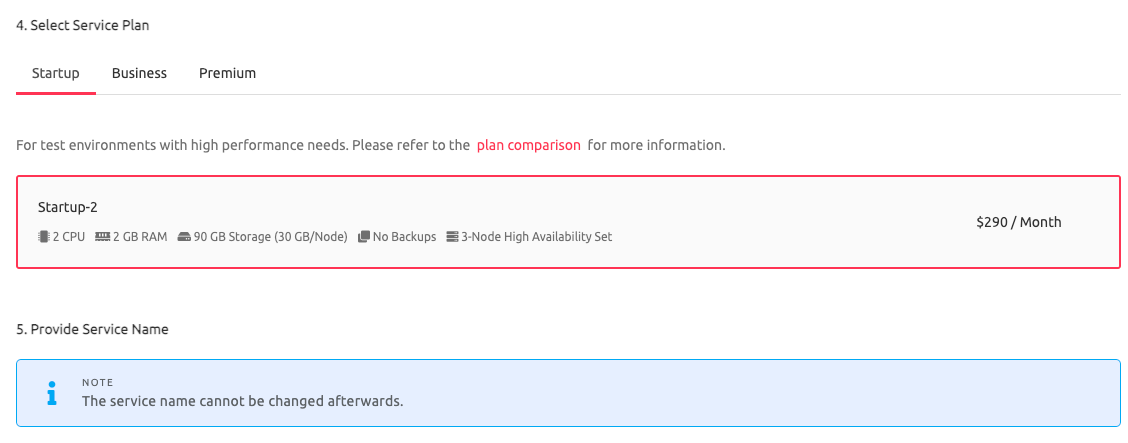 4. Select Service Plan
Startup Business Premium
For test environments with high performance needs. Please refer to the plan comparison for more information.
Startup-2
$290 / Month
2 CPU 2 GB RAM 90 GB Storage (30 GB/Node) No Backups 3-Node High Availability Set
5. Provide Service Name
NOTE
The service name cannot be changed afterwards.